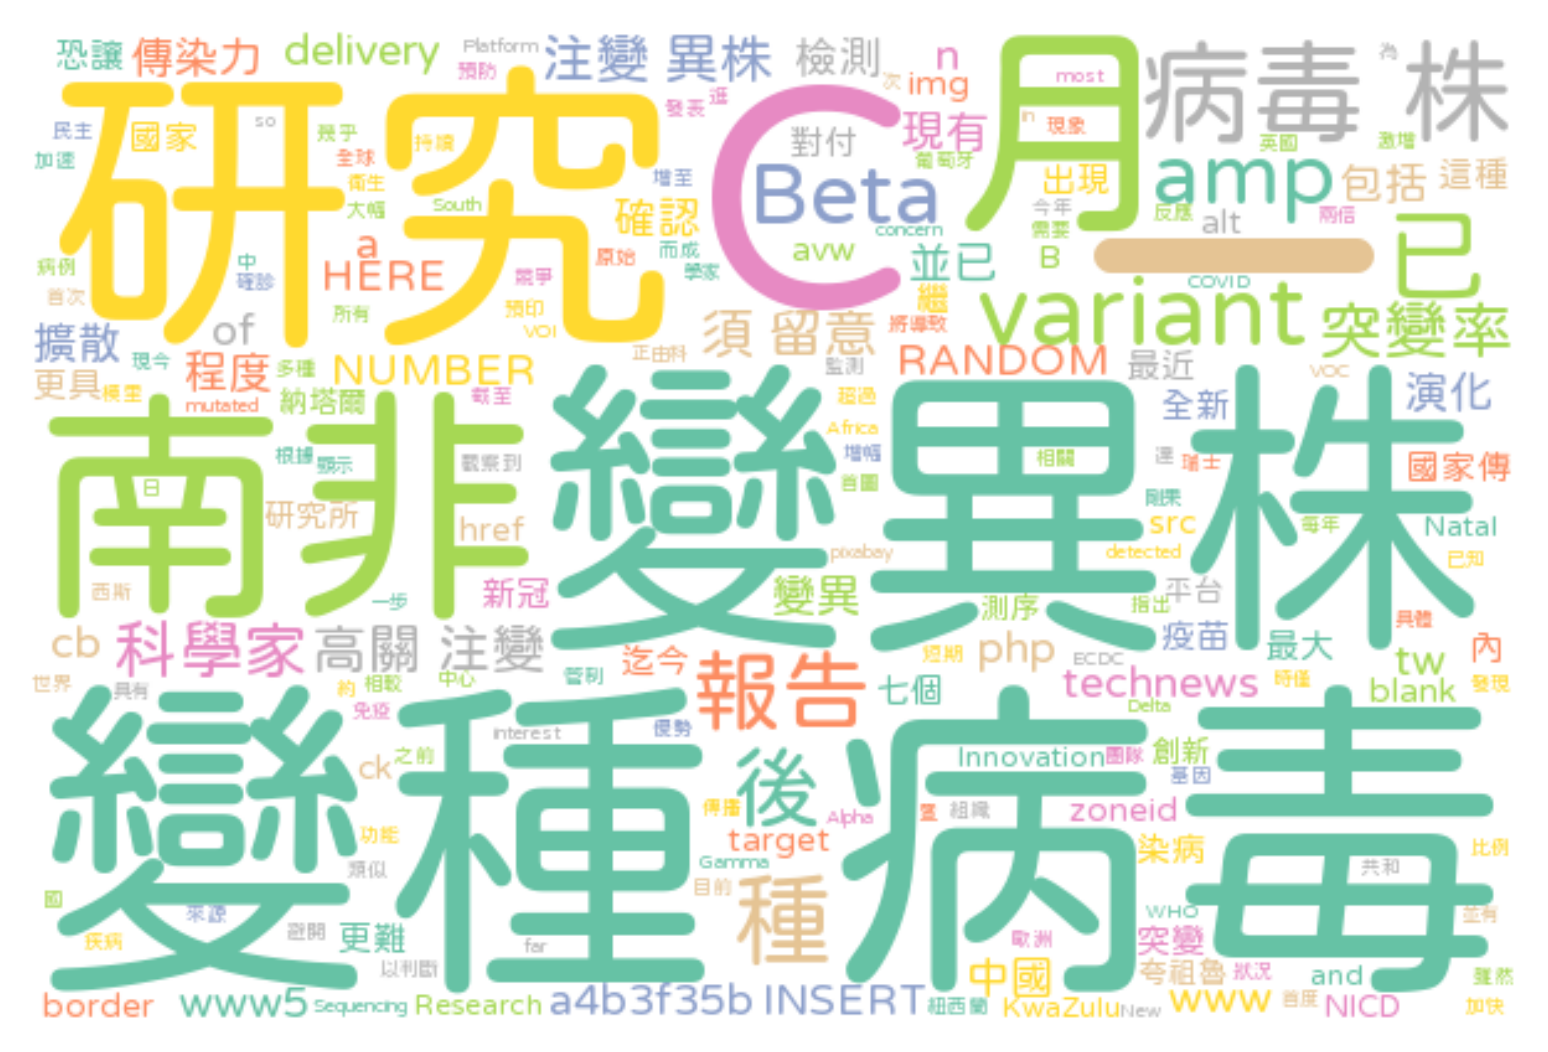 恐讓 傳染力 delivery Platform 注變 異株 檢測 n 次 img 月 most 病毒 株 為
預防 發表 現有 in 現象 英國 激增
民主 國家 so 幾乎 持續 對付 葡萄牙 出現 amp 包括 這種
加速 研究 全球 衛生 增至 C Beta 今年 反應 兩信
大幅 South 確認 concern 需要 alt 已
病例 中 a 原始 而成 avw 並已 B 一
首次 確診 HERE 競爭 學家 繼 COVID
擴散 of 所有 預印 VOI 須 留意 將導致 variant 突變率
現今 程度 多種 NUMBER 正由科 監測 RANDOM 最近 VOC
更具 模里 mutated 納塔爾 截至 超過 全新 演化
南非 根據 顯示 觀察到 變異株 Africa 增幅 相關 達 瑞士 國家傳
日 研究所 href 首圖 剛果 src 每年 Natal
pixabay detected 已知
西斯 一步 新冠 變異 測序 指出 平台 具體
cb 科學家 高關 注變 迄今 短期 php ECDC 疫苗 最大 tw 內
世界 具有 約 相較 中心 管制 報告 七個 technews 時僅 blank 發現
免疫 interest 優勢 Delta
變種病毒 ck 之前 後 Innovation 團隊 創新 基因
功能 傳播 Alpha 組織 zoneid
類似 target Gamma 染病 比例
國 來源 目前 種 共和
疾病 避開 更難 far WHO 並有
以判斷 歐洲 突變
中國 夸祖魯 狀況 and 雖然
border www5 Sequencing Research a4b3f35b INSERT 紐西蘭 KwaZulu New www 首度 NICD 加快